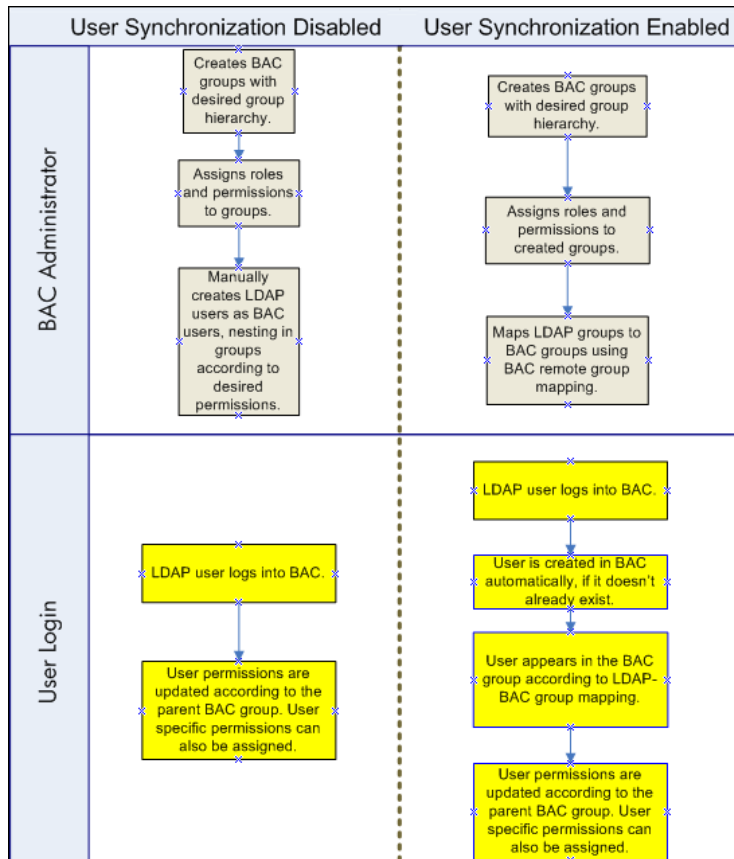 User Synchronization Disabled
User Synchronization Enabled
BAC Administrator
Creates BAC
groups with
desired group
hierarchy.
Assigns roles
and permissions
to groups.
Manually
creates LDAP
users as BAC
users, nesting in
groups
according to
desired
permissions.
Creates BAC groups
with desired group
hierarchy.
Assigns roles and
permissions to
created groups.
Maps LDAP groups to
BAC groups using
BAC remote group
mapping.
User Login
LDAP user logs into BAC.
User permissions are
updated according to the
parent BAC group. User
specific permissions can
also be assigned.
LDAP user logs into BAC.
User is created in BAC
automatically, if it doesn't
already exist.
User appears in the BAC
group according to LDAP-
BAC group mapping.
User permissions are
updated according to the
parent BAC group. User
specific permissions can
also be assigned.